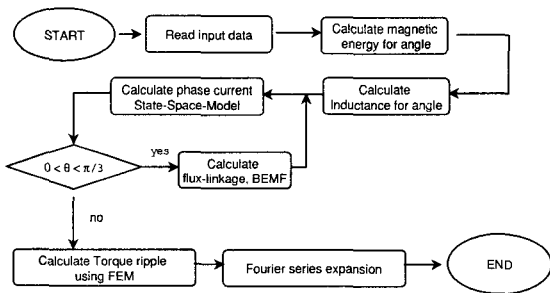 START
Read input data
Calculate magnetic
energy for angle
Calculate phase current
State-Space-Model
Calculate
Inductance for angle
0 < θ < π/3
yes
Calculate
flux-linkage, BEMF
no
Calculate Torque ripple
using FEM
Fourier series expansion
END